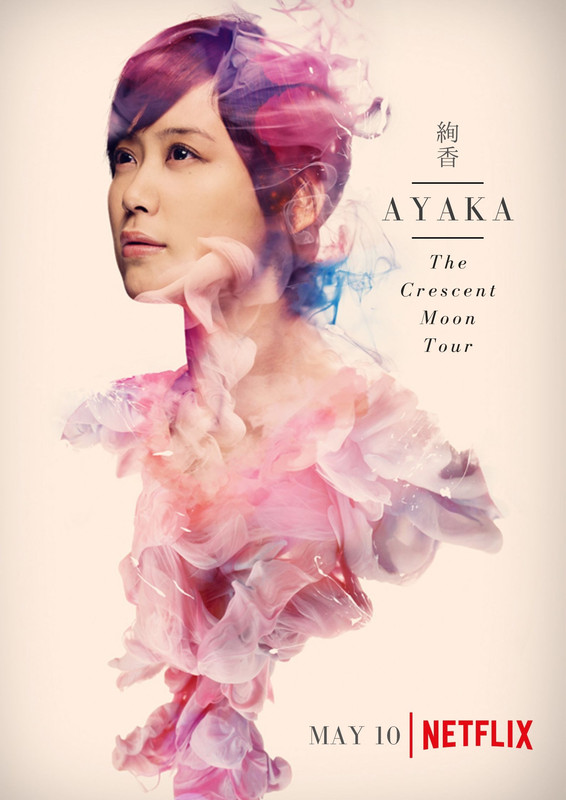 絢
香
AYAKA
The
Crescent
Moon
Tour
MAY 10 | NETFLIX